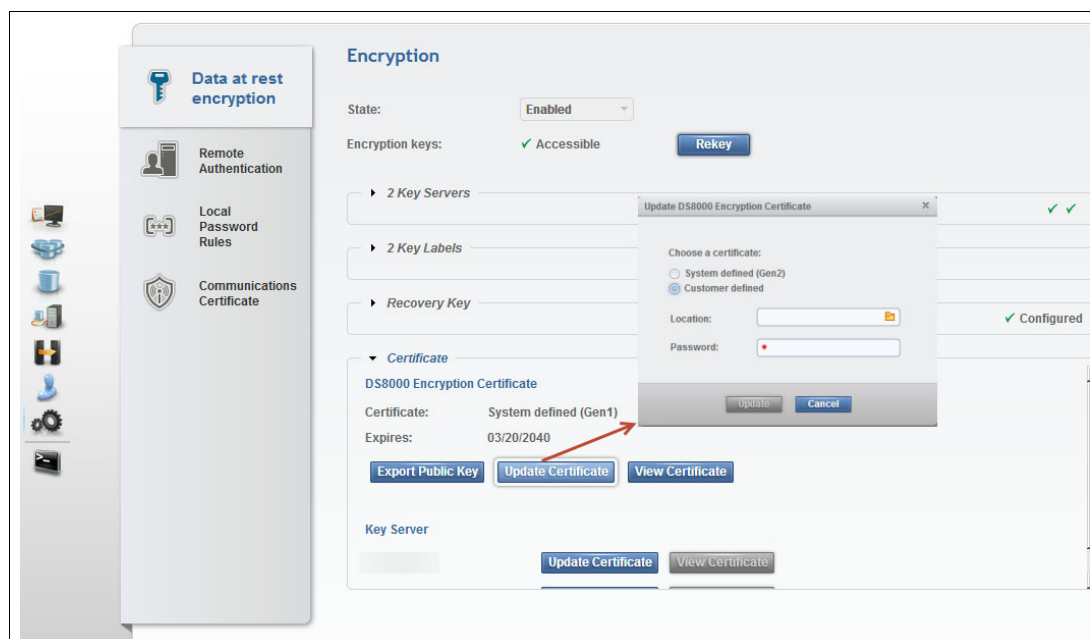 Data at rest
encryption
Remote
Authentication
Local
Password
Rules
Communications
Certificate
Encryption
State: Enabled
Encryption keys: ✓ Accessible Rekey
2 Key Servers ✓ ✓
2 Key Labels
Recovery Key ✓ Configured
Certificate
DS8000 Encryption Certificate
Certificate: System defined (Gen1)
Expires: 03/20/2040
Export Public Key Update Certificate View Certificate
Key Server
Update Certificate View Certificate
Update DS8000 Encryption Certificate x
Choose a certificate:
System defined (Gen2)
Customer defined
Location:
Password: *
Update Cancel